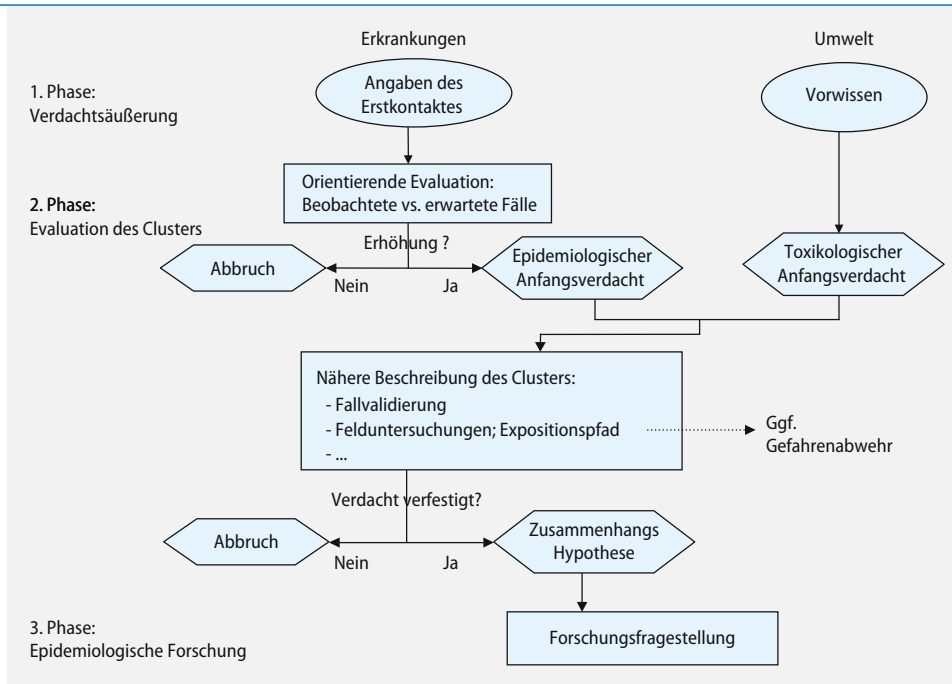 Erkrankungen
Umwelt
1. Phase:
Verdachtsäußerung
Angaben des
Erstkontaktes
Vorwissen
Orientierende Evaluation:
Beobachtete vs. erwartete Fälle
2. Phase:
Evaluation des Clusters
Erhöhung ?
Abbruch
Nein
Ja
Epidemiologischer
Anfangsverdacht
Toxikologischer
Anfangsverdacht
Nähere Beschreibung des Clusters:
- Fallvalidierung
- Felduntersuchungen; Expositionspfad
- ...
Ggf.
Gefahrenabwehr
Verdacht verfestigt?
Abbruch
Nein
Ja
Zusammenhangs
Hypothese
3. Phase:
Epidemiologische Forschung
Forschungsfragestellung